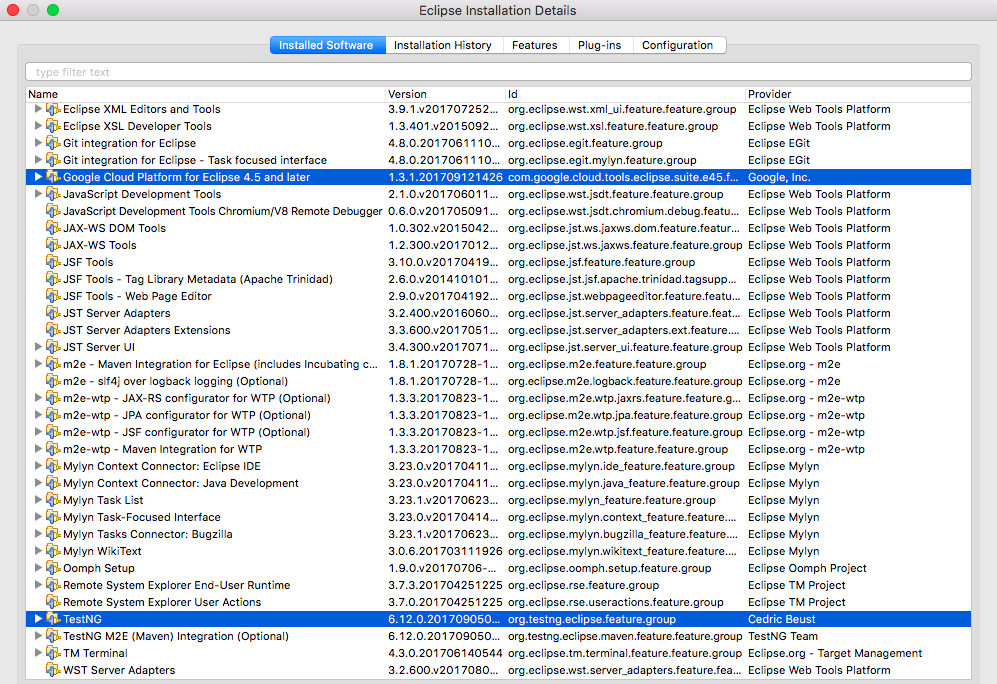 Eclipse Installation Details
Installed Software Installation History Features Plug-ins Configuration
type filter text
Name Version Id Provider
Eclipse XML Editors and Tools 3.9.1.v201707252... org.eclipse.wst.xml_ui.feature.feature.group Eclipse Web Tools Platform
Eclipse XSL Developer Tools 1.3.401.v2015092... org.eclipse.wst.xsl.feature.feature.group Eclipse Web Tools Platform
Git integration for Eclipse 4.8.0.2017061110... org.eclipse.egit.feature.group Eclipse EGit
Git integration for Eclipse - Task focused interface 4.8.0.2017061110... org.eclipse.egit.mylyn.feature.group Eclipse EGit
Google Cloud Platform for Eclipse 4.5 and later 1.3.1.201709121426 com.google.cloud.tools.eclipse.suite.e45.f... Google, Inc.
JavaScript Development Tools 2.1.0.v201706011... org.eclipse.wst.jsdt.feature.feature.group Eclipse Web Tools Platform
JavaScript Development Tools Chromium/V8 Remote Debugger 0.6.0.v201705091... org.eclipse.wst.jsdt.chromium.debug.featu... Eclipse Web Tools Platform
JAX-WS DOM Tools 1.0.302.v2015042... org.eclipse.jst.ws.jaxws.dom.feature.featur... Eclipse Web Tools Platform
JAX-WS Tools 1.2.300.v2017012... org.eclipse.jst.ws.jaxws.feature.feature.group Eclipse Web Tools Platform
JSF Tools 3.10.0.v20170419... org.eclipse.jsf.feature.feature.group Eclipse Web Tools Platform
JSF Tools - Tag Library Metadata (Apache Trinidad) 2.6.0.v201410101... org.eclipse.jst.jsf.apache.trinidad.tagsupp... Eclipse Web Tools Platform
JSF Tools - Web Page Editor 2.9.0.v201704192... org.eclipse.jst.webpageeditor.feature.featu... Eclipse Web Tools Platform
JST Server Adapters 3.2.400.v2016060... org.eclipse.jst.server_adapters.feature.feat... Eclipse Web Tools Platform
JST Server Adapters Extensions 3.3.600.v2017051... org.eclipse.jst.server_adapters.ext.feature.... Eclipse Web Tools Platform
JST Server UI 3.4.300.v2017071... org.eclipse.jst.server_ui.feature.feature.group Eclipse Web Tools Platform
m2e - Maven Integration for Eclipse (includes Incubating c... 1.8.1.20170728-1... org.eclipse.m2e.feature.feature.group Eclipse.org - m2e
m2e - slf4j over logback logging (Optional) 1.8.1.20170728-1... org.eclipse.m2e.logback.feature.feature.group Eclipse.org - m2e
m2e-wtp - JAX-RS configurator for WTP (Optional) 1.3.3.20170823-1... org.eclipse.m2e.wtp.jaxrs.feature.feature.g... Eclipse.org - m2e-wtp
m2e-wtp - JPA configurator for WTP (Optional) 1.3.3.20170823-1... org.eclipse.m2e.wtp.jpa.feature.feature.group Eclipse.org - m2e-wtp
m2e-wtp - JSF configurator for WTP (Optional) 1.3.3.20170823-1... org.eclipse.m2e.wtp.jsf.feature.feature.group Eclipse.org - m2e-wtp
m2e-wtp - Maven Integration for WTP 1.3.3.20170823-1... org.eclipse.m2e.wtp.feature.feature.group Eclipse.org - m2e-wtp
Mylyn Context Connector: Eclipse IDE 3.23.0.v20170411... org.eclipse.mylyn.ide_feature.feature.group Eclipse Mylyn
Mylyn Context Connector: Java Development 3.23.0.v20170411... org.eclipse.mylyn.java_feature.feature.group Eclipse Mylyn
Mylyn Task List 3.23.1.v20170623... org.eclipse.mylyn_feature.feature.group Eclipse Mylyn
Mylyn Task-Focused Interface 3.23.0.v20170414... org.eclipse.mylyn.context_feature.feature.... Eclipse Mylyn
Mylyn Tasks Connector: Bugzilla 3.23.1.v20170623... org.eclipse.mylyn.bugzilla_feature.feature.... Eclipse Mylyn
Mylyn WikiText 3.0.6.201703111926 org.eclipse.mylyn.wikitext_feature.feature.... Eclipse Mylyn
Oomph Setup 1.9.0.v20170706-... org.eclipse.oomph.setup.feature.group Eclipse Oomph Project
Remote System Explorer End-User Runtime 3.7.3.201704251225 org.eclipse.rse.feature.group Eclipse TM Project
Remote System Explorer User Actions 3.7.0.201704251225 org.eclipse.rse.useractions.feature.group Eclipse TM Project
TestNG 6.12.0.201709050... org.testng.eclipse.feature.group Cedric Beust
TestNG M2E (Maven) Integration (Optional) 6.12.0.201709050... org.testng.eclipse.maven.feature.feature.group TestNG Team
TM Terminal 4.3.0.201706140544 org.eclipse.tm.terminal.feature.feature.group Eclipse.org - Target Management
WST Server Adapters 3.2.600.v2017080... org.eclipse.wst.server_adapters.feature.fea... Eclipse Web Tools Platform